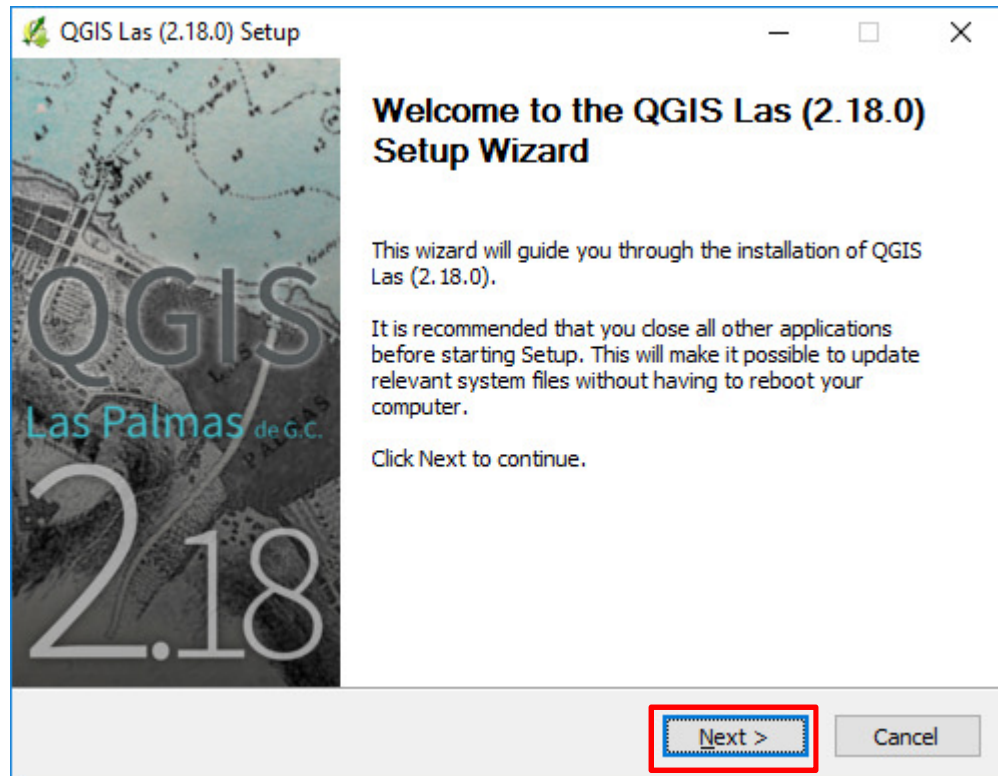 QGIS Las (2.18.0) Setup
Welcome to the QGIS Las (2.18.0)
Setup Wizard
This wizard will guide you through the installation of QGIS
Las (2.18.0).
It is recommended that you close all other applications
before starting Setup. This will make it possible to update
relevant system files without having to reboot your
computer.
Click Next to continue.
QGIS
Las Palmas de G.C.
2.18
Muelle
LAS
PALMAS
Next >
Cancel